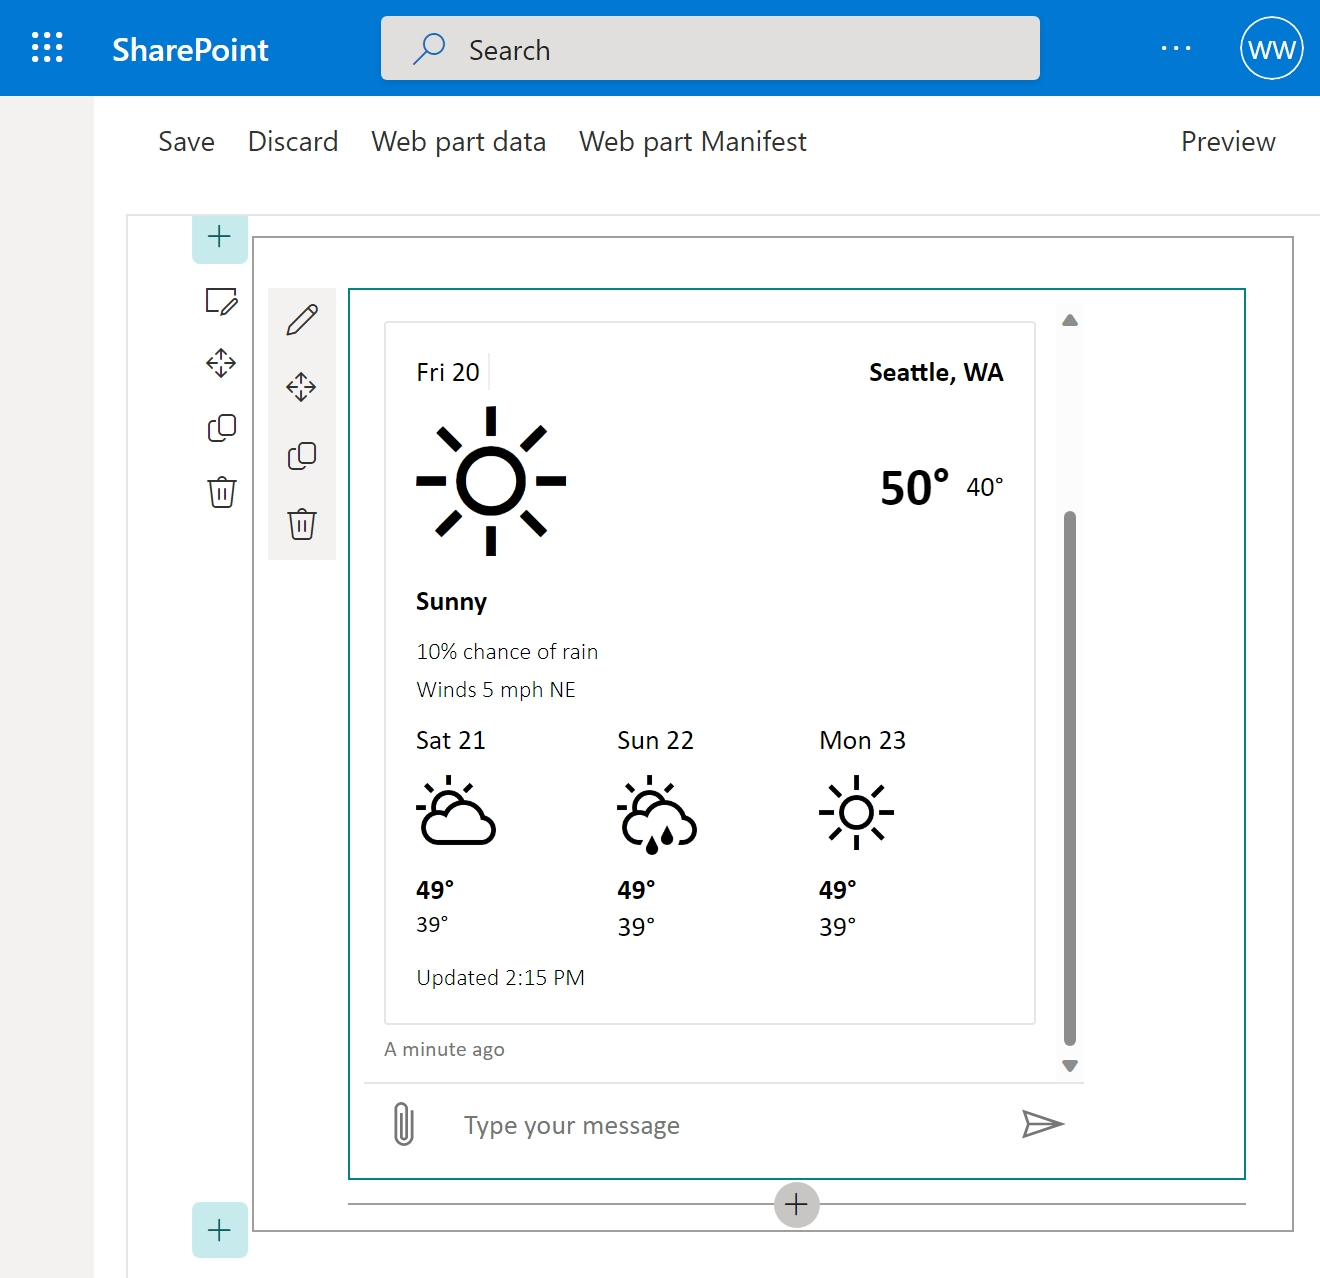 SharePoint
Search
...
WW
Save Discard Web part data Web part Manifest Preview
Fri 20 Seattle, WA
50° 40°
Sunny
10% chance of rain
Winds 5 mph NE
Sat 21 Sun 22 Mon 23
49° 49° 49°
39° 39° 39°
Updated 2:15 PM
A minute ago
Type your message